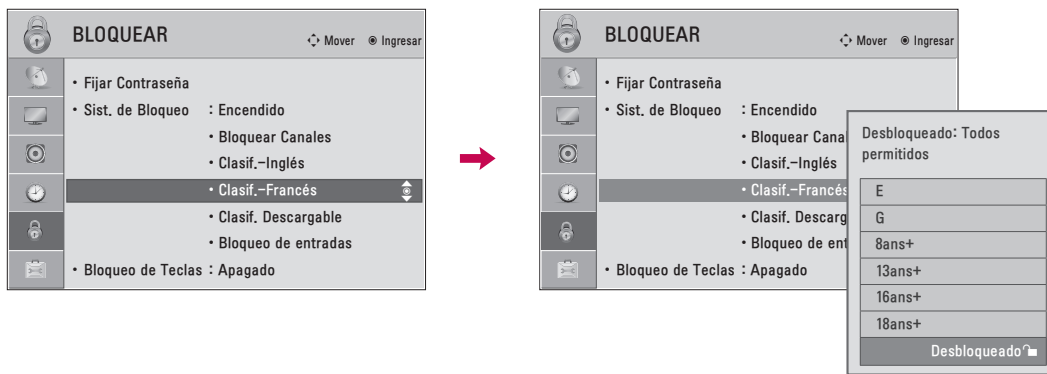 BLOQUEAR
Mover
Ingresar
• Fijar Contraseña
• Sist. de Bloqueo : Encendido
• Bloquear Canales
• Clasif.-Inglés
• Clasif.-Francés
• Clasif. Descargable
• Bloqueo de entradas
• Bloqueo de Teclas : Apagado
BLOQUEAR
Mover
Ingresar
• Fijar Contraseña
• Sist. de Bloqueo : Encendido
• Bloquear Canal
• Clasif.-Inglés
• Clasif.-Francés
• Clasif. Descarg
• Bloqueo de ent
• Bloqueo de Teclas : Apagado
Desbloqueado: Todos
permitidos
E
G
8ans+
13ans+
16ans+
18ans+
Desbloqueado